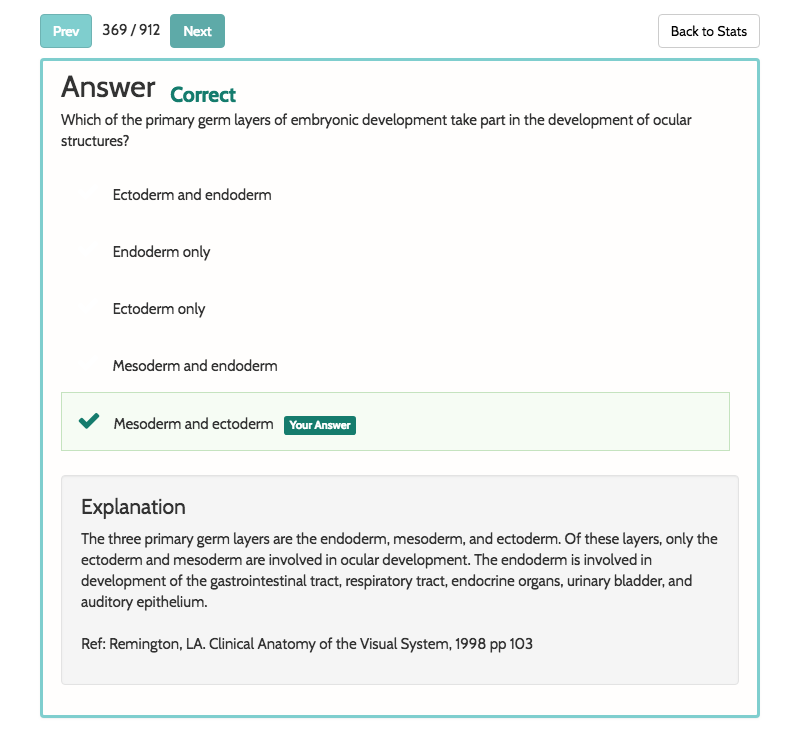 Prev 369 / 912 Next Back to Stats
Answer Correct
Which of the primary germ layers of embryonic development take part in the development of ocular
structures?
Ectoderm and endoderm
Endoderm only
Ectoderm only
Mesoderm and endoderm
Mesoderm and ectoderm Your Answer
Explanation
The three primary germ layers are the endoderm, mesoderm, and ectoderm. Of these layers, only the
ectoderm and mesoderm are involved in ocular development. The endoderm is involved in
development of the gastrointestinal tract, respiratory tract, endocrine organs, urinary bladder, and
auditory epithelium.
Ref: Remington, LA. Clinical Anatomy of the Visual System, 1998 pp 103